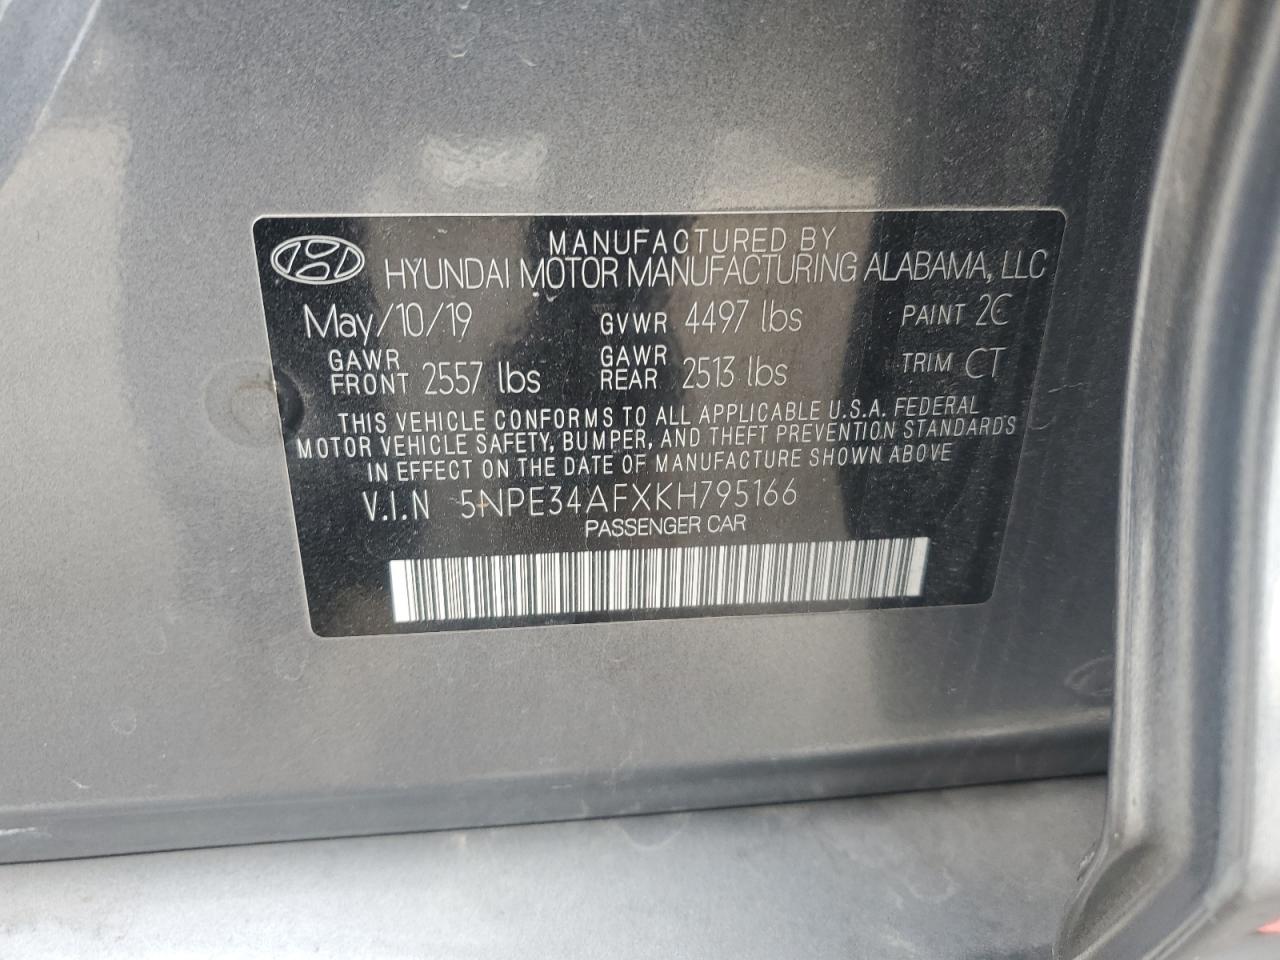 MANUFACTURED BY
HYUNDAI MOTOR MANUFACTURING ALABAMA, LLC
May/10/19 GVWR 4497 lbs PAINT 2C
GAWR FRONT 2557 lbs GAWR REAR 2513 lbs TRIM CT
THIS VEHICLE CONFORMS TO ALL APPLICABLE U.S.A. FEDERAL
MOTOR VEHICLE SAFETY, BUMPER, AND THEFT PREVENTION STANDARDS
IN EFFECT ON THE DATE OF MANUFACTURE SHOWN ABOVE
V.I.N 5NPE34AFXKH795166
PASSENGER CAR